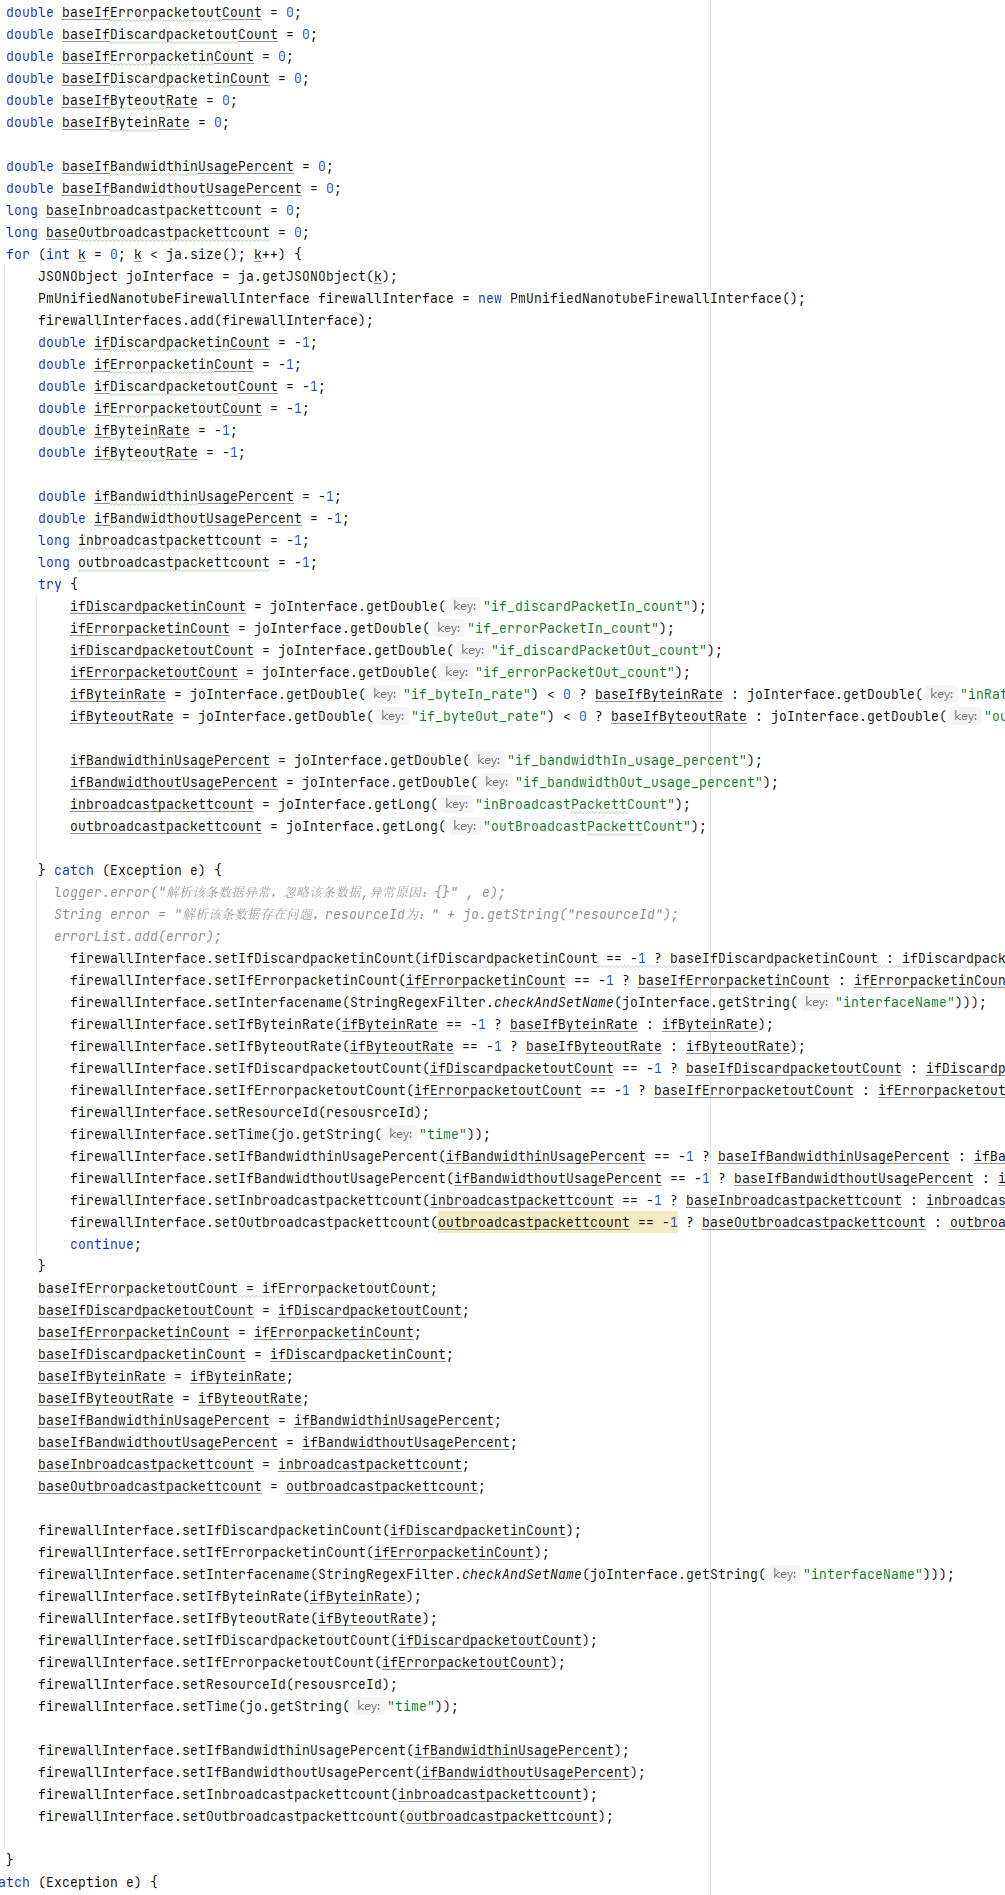 double baseIfErrorpacketoutCount = 0;
double baseIfDiscardpacketoutCount = 0;
double baseIfErrorpacketinCount = 0;
double baseIfDiscardpacketinCount = 0;
double baseIfByteoutRate = 0;
double baseIfByteinRate = 0;
double baseIfBandwidthinUsagePercent = 0;
double baseIfBandwidthoutUsagePercent = 0;
long baseInbroadcastpackettcount = 0;
long baseOutbroadcastpackettcount = 0;
for (int k = 0; k < ja.size(); k++) {
JSONObject joInterface = ja.getJSONObject(k);
PmUnifiedNanotubeFirewallInterface firewallInterface = new PmUnifiedNanotubeFirewallInterface();
firewallInterfaces.add(firewallInterface);
double ifDiscardpacketinCount = -1;
double ifErrorpacketinCount = -1;
double ifDiscardpacketoutCount = -1;
double ifErrorpacketoutCount = -1;
double ifByteinRate = -1;
double ifByteoutRate = -1;
double ifBandwidthinUsagePercent = -1;
double ifBandwidthoutUsagePercent = -1;
long inbroadcastpackettcount = -1;
long outbroadcastpackettcount = -1;
try {
ifDiscardpacketinCount = joInterface.getDouble( key: "if_discardPacketIn_count");
ifErrorpacketinCount = joInterface.getDouble( key: "if_errorPacketIn_count");
ifDiscardpacketoutCount = joInterface.getDouble( key: "if_discardPacketOut_count");
ifErrorpacketoutCount = joInterface.getDouble( key: "if_errorPacketOut_count");
ifByteinRate = joInterface.getDouble( key: "if_byteIn_rate") < 0 ? baseIfByteinRate : joInterface.getDouble( key: "inRat
ifByteoutRate = joInterface.getDouble( key: "if_byteOut_rate") < 0 ? baseIfByteoutRate : joInterface.getDouble( key: "ou
ifBandwidthinUsagePercent = joInterface.getDouble( key: "if_bandwidthIn_usage_percent");
ifBandwidthoutUsagePercent = joInterface.getDouble( key: "if_bandwidthOut_usage_percent");
inbroadcastpackettcount = joInterface.getLong( key: "inBroadcastPackettCount");
outbroadcastpackettcount = joInterface.getLong( key: "outBroadcastPackettCount");
} catch (Exception e) {
logger.error("解析该条数据异常，忽略该条数据,异常原因：{}" , e);
String error = "解析该条数据存在问题，resourceId为：" + jo.getString("resourceId");
errorList.add(error);
firewallInterface.setIfDiscardpacketinCount(ifDiscardpacketinCount == -1 ? baseIfDiscardpacketinCount : ifDiscardpack
firewallInterface.setIfErrorpacketinCount(ifErrorpacketinCount == -1 ? baseIfErrorpacketinCount : ifErrorpacketinCoun
firewallInterface.setInterfacename(StringRegexFilter.checkAndSetName(joInterface.getString( key: "interfaceName")));
firewallInterface.setIfByteinRate(ifByteinRate == -1 ? baseIfByteinRate : ifByteinRate);
firewallInterface.setIfByteoutRate(ifByteoutRate == -1 ? baseIfByteoutRate : ifByteoutRate);
firewallInterface.setIfDiscardpacketoutCount(ifDiscardpacketoutCount == -1 ? baseIfDiscardpacketoutCount : ifDiscardp
firewallInterface.setIfErrorpacketoutCount(ifErrorpacketoutCount == -1 ? baseIfErrorpacketoutCount : ifErrorpacketout
firewallInterface.setResourceId(resousrceId);
firewallInterface.setTime(jo.getString( key: "time"));
firewallInterface.setIfBandwidthinUsagePercent(ifBandwidthinUsagePercent == -1 ? baseIfBandwidthinUsagePercent : ifBa
firewallInterface.setIfBandwidthoutUsagePercent(ifBandwidthoutUsagePercent == -1 ? baseIfBandwidthoutUsagePercent : i
firewallInterface.setInbroadcastpackettcount(inbroadcastpackettcount == -1 ? baseInbroadcastpackettcount : inbroadcas
firewallInterface.setOutbroadcastpackettcount(outbroadcastpackettcount == -1 ? baseOutbroadcastpackettcount : outbroa
continue;
}
baseIfErrorpacketoutCount = ifErrorpacketoutCount;
baseIfDiscardpacketoutCount = ifDiscardpacketoutCount;
baseIfErrorpacketinCount = ifErrorpacketinCount;
baseIfDiscardpacketinCount = ifDiscardpacketinCount;
baseIfByteinRate = ifByteinRate;
baseIfByteoutRate = ifByteoutRate;
baseIfBandwidthinUsagePercent = ifBandwidthinUsagePercent;
baseIfBandwidthoutUsagePercent = ifBandwidthoutUsagePercent;
baseInbroadcastpackettcount = inbroadcastpackettcount;
baseOutbroadcastpackettcount = outbroadcastpackettcount;
firewallInterface.setIfDiscardpacketinCount(ifDiscardpacketinCount);
firewallInterface.setIfErrorpacketinCount(ifErrorpacketinCount);
firewallInterface.setInterfacename(StringRegexFilter.checkAndSetName(joInterface.getString( key: "interfaceName")));
firewallInterface.setIfByteinRate(ifByteinRate);
firewallInterface.setIfByteoutRate(ifByteoutRate);
firewallInterface.setIfDiscardpacketoutCount(ifDiscardpacketoutCount);
firewallInterface.setIfErrorpacketoutCount(ifErrorpacketoutCount);
firewallInterface.setResourceId(resousrceId);
firewallInterface.setTime(jo.getString( key: "time"));
firewallInterface.setIfBandwidthinUsagePercent(ifBandwidthinUsagePercent);
firewallInterface.setIfBandwidthoutUsagePercent(ifBandwidthoutUsagePercent);
firewallInterface.setInbroadcastpackettcount(inbroadcastpackettcount);
firewallInterface.setOutbroadcastpackettcount(outbroadcastpackettcount);
}
atch (Exception e) {